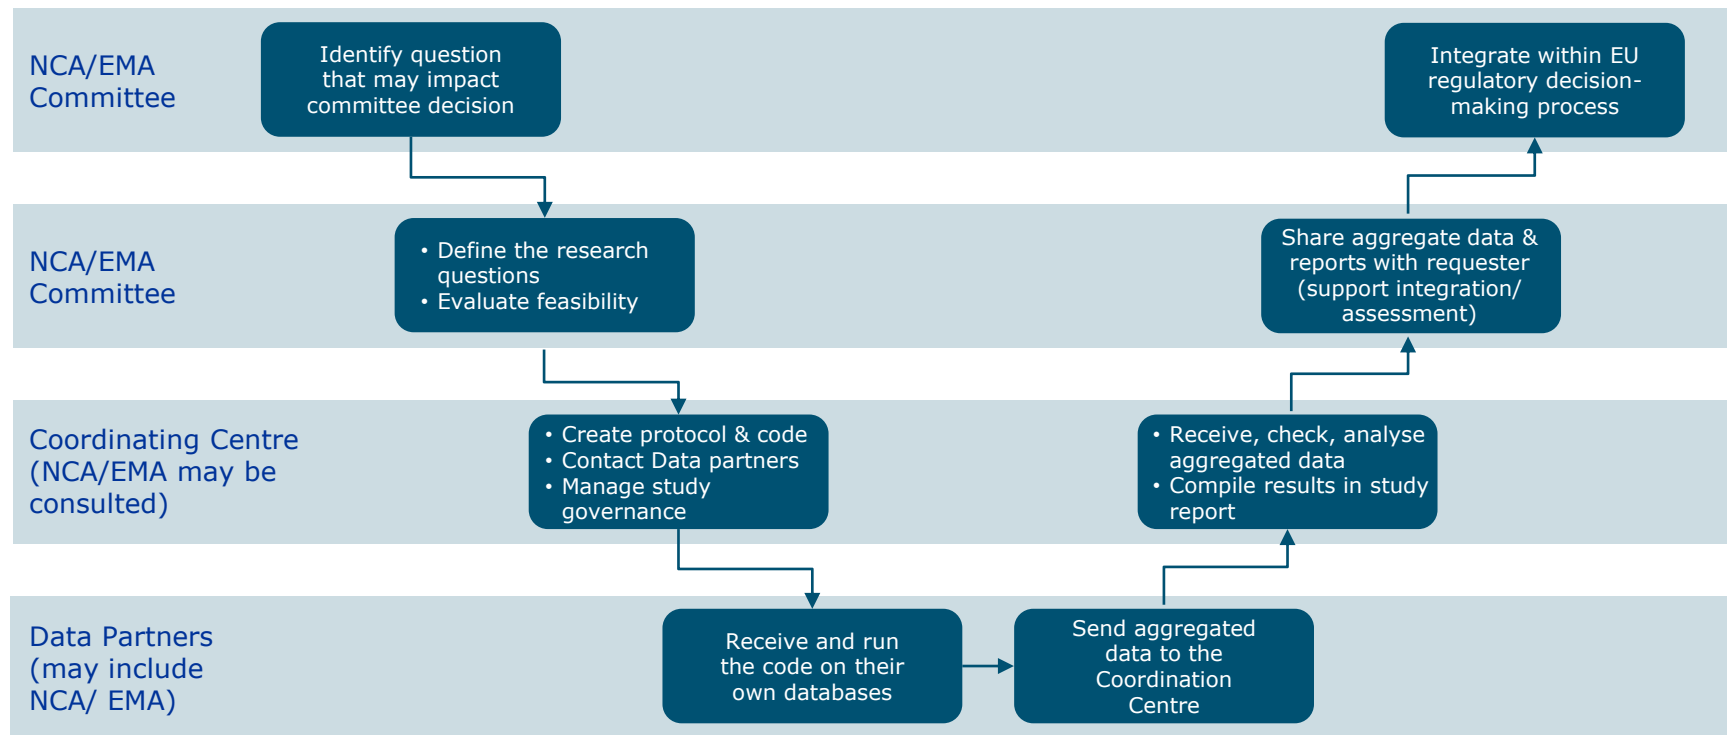 NCA/EMA
Committee
Identify question
that may impact
committee decision
Integrate within EU
regulatory decision-
making process
NCA/EMA
Committee
• Define the research
questions
• Evaluate feasibility
Share aggregate data &
reports with requester
(support integration/
assessment)
Coordinating Centre
(NCA/EMA may be
consulted)
• Create protocol & code
• Contact Data partners
• Manage study
governance
• Receive, check, analyse
aggregated data
• Compile results in study
report
Data Partners
(may include
NCA/ EMA)
Receive and run
the code on their
own databases
Send aggregated
data to the
Coordination
Centre